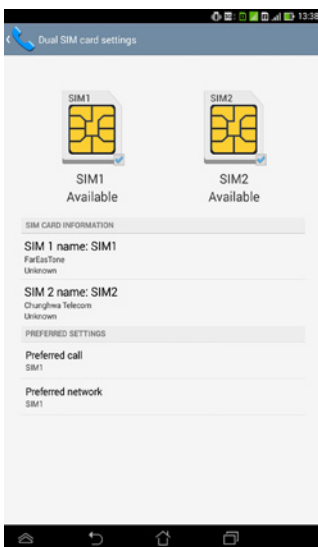 13:38
Dual SIM card settings
SIM1
SIM2
SIM1
SIM2
Available
Available
SIM CARD INFORMATION
SIM 1 name: SIM1
FarEasTone
Unknown
SIM 2 name: SIM2
Chunghwa Telecom
Unknown
PREFERRED SETTINGS
Preferred call
SIM1
Preferred network
SIM1